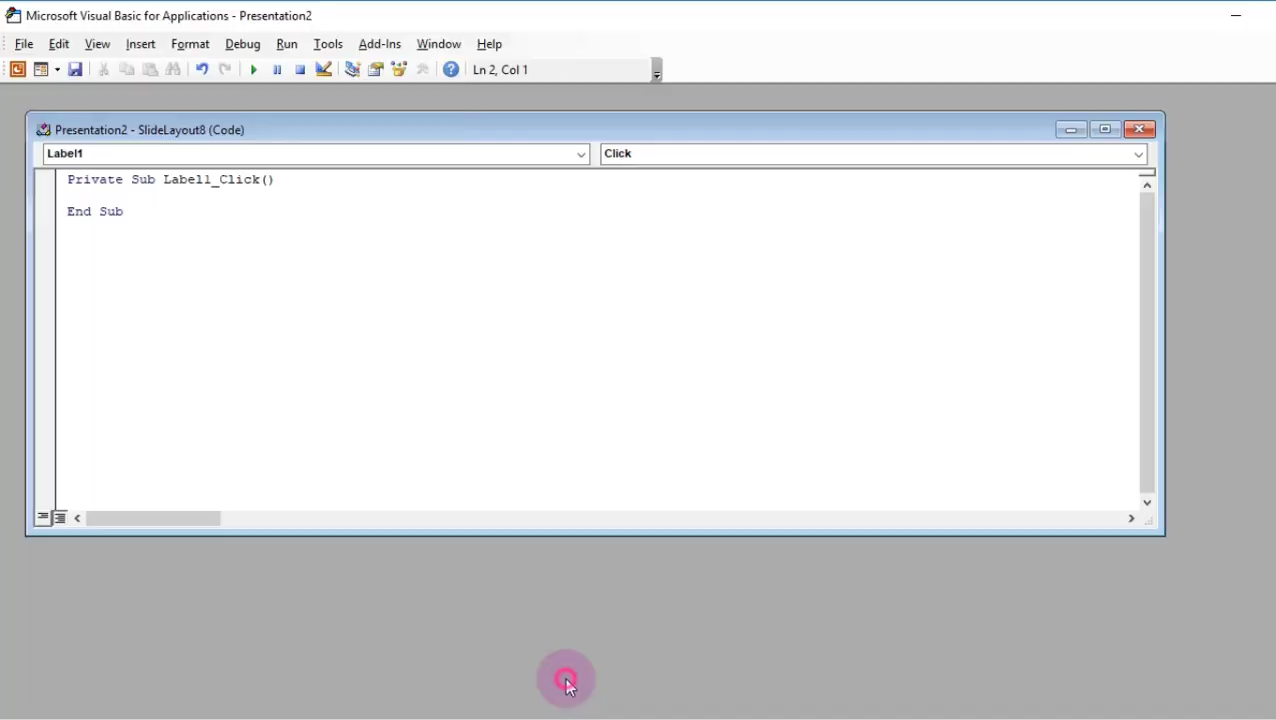 Microsoft Visual Basic for Applications - Presentation2
File Edit View Insert Format Debug Run Tools Add-Ins Window Help
Ln 2, Col 1
Presentation2 - SlideLayout8 (Code)
Label1 Click
Private Sub Label1_Click()
End Sub